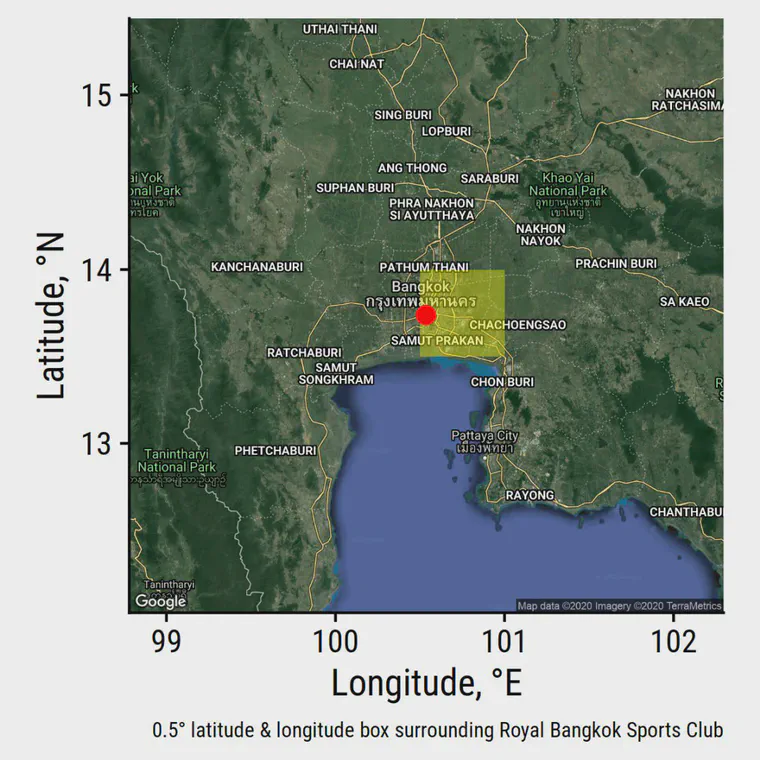 UTHAI THANI
CHAI NAT
15
NAKHON
RATCHASIMA
SING BURI
LOPBURI
ANG THONG
SARABURI
ai Yok
onal Park
SUPHAN BURI
Khao Yai
National Park
อุทยานแห่งชาติ
เขาใหญ่
PHRA NAKHON
SI AYUTTHAYA
NAKHON
NAYOK
14
KANCHANABURI
PATHUM THANI
PRACHIN BURI
Bangkok
กรุงเทพมหานคร
SA KAEO
CHACHOENGSAO
SAMUT PRAKAN
RATCHABURI
SAMUT
SONGKHRAM
CHON BURI
13
PHETCHABURI
Pattaya City
เมืองพัทยา
Tanintharyi
National Park
RAYONG
CHANTHABU
Tanintharyi
Google
Map data ©2020 Imagery ©2020 TerraMetrics
Latitude, °N
99 100 101 102
Longitude, °E
0.5° latitude & longitude box surrounding Royal Bangkok Sports Club